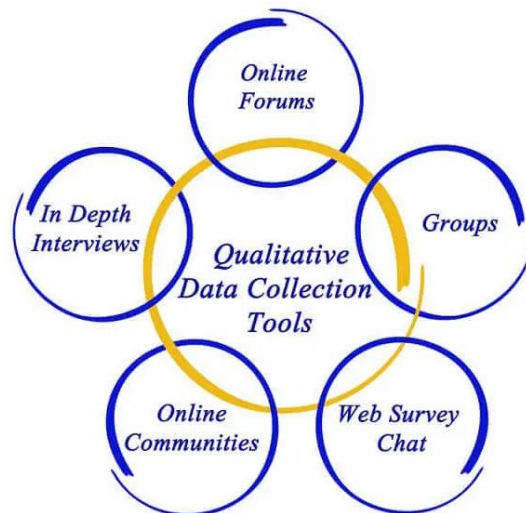 Online
Forums
In Depth
Interviews
Groups
Qualitative
Data Collection
Tools
Online
Communities
Web Survey
Chat